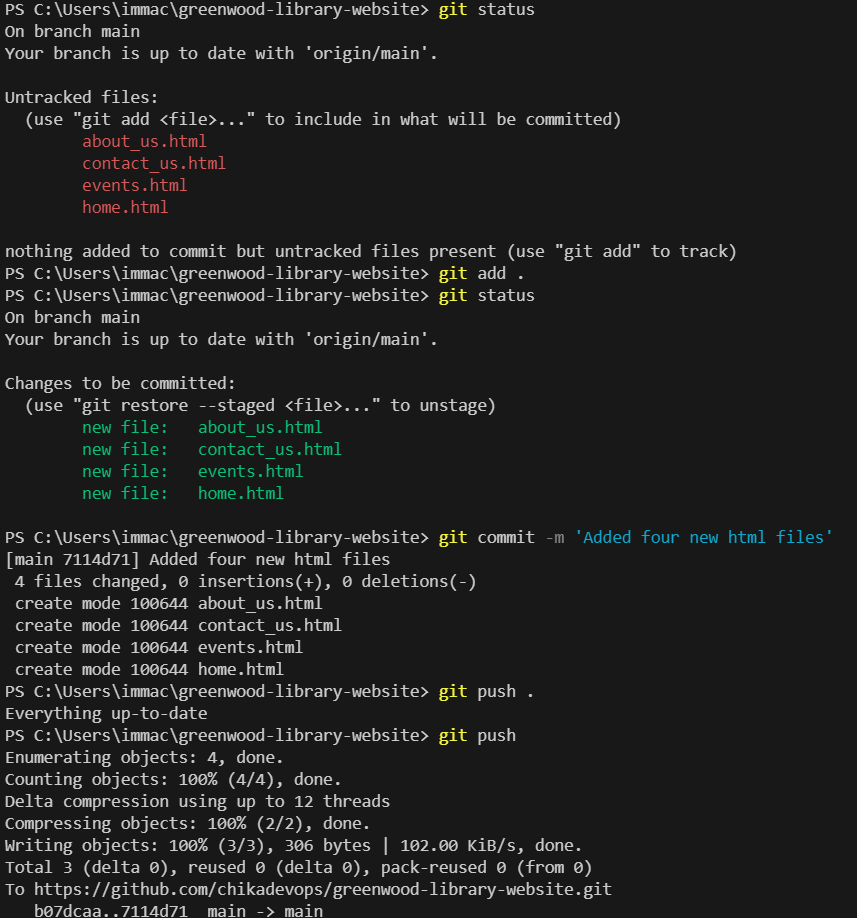 PS C:\Users\immac\greenwood-library-website> git status
On branch main
Your branch is up to date with 'origin/main'.

Untracked files:
  (use "git add <file>..." to include in what will be committed)
        about_us.html
        contact_us.html
        events.html
        home.html

nothing added to commit but untracked files present (use "git add" to track)
PS C:\Users\immac\greenwood-library-website> git add .
PS C:\Users\immac\greenwood-library-website> git status
On branch main
Your branch is up to date with 'origin/main'.

Changes to be committed:
  (use "git restore --staged <file>..." to unstage)
        new file:   about_us.html
        new file:   contact_us.html
        new file:   events.html
        new file:   home.html

PS C:\Users\immac\greenwood-library-website> git commit -m 'Added four new html files'
[main 7114d71] Added four new html files
 4 files changed, 0 insertions(+), 0 deletions(-)
 create mode 100644 about_us.html
 create mode 100644 contact_us.html
 create mode 100644 events.html
 create mode 100644 home.html
PS C:\Users\immac\greenwood-library-website> git push .
Everything up-to-date
PS C:\Users\immac\greenwood-library-website> git push
Enumerating objects: 4, done.
Counting objects: 100% (4/4), done.
Delta compression using up to 12 threads
Compressing objects: 100% (2/2), done.
Writing objects: 100% (3/3), 306 bytes | 102.00 KiB/s, done.
Total 3 (delta 0), reused 0 (delta 0), pack-reused 0 (from 0)
To https://github.com/chikadevops/greenwood-library-website.git
   b07dcaa..7114d71  main -> main